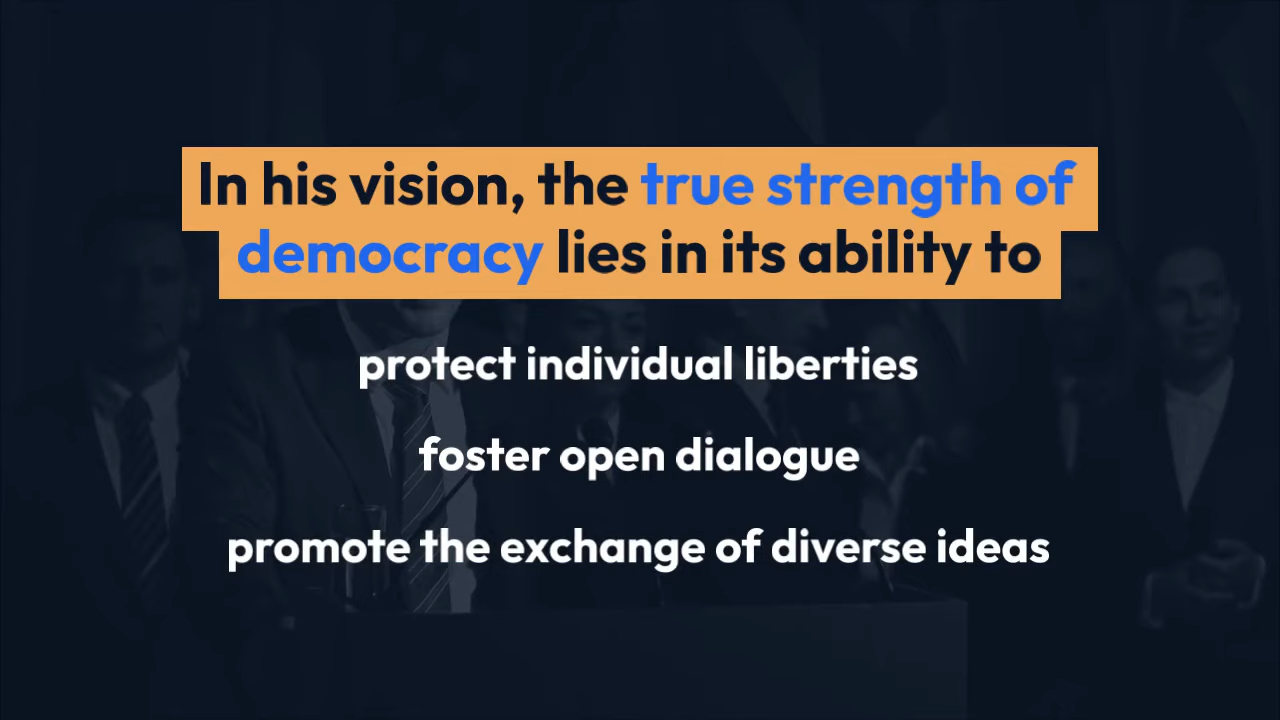 In his vision, the true strength of
democracy lies in its ability to
protect individual liberties
foster open dialogue
promote the exchange of diverse ideas